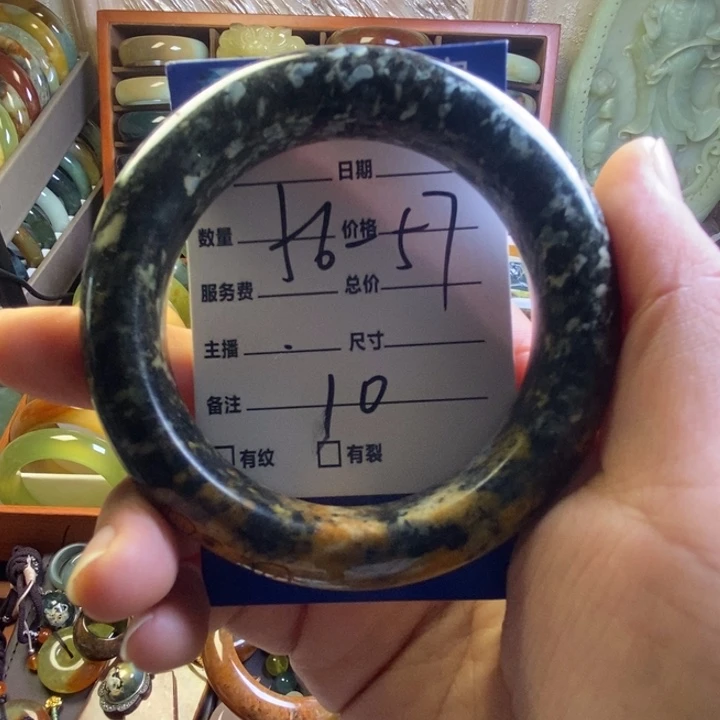 日期
数量 56-57 价格
服务费 总价
主播 尺寸
备注 10
有纹 有裂